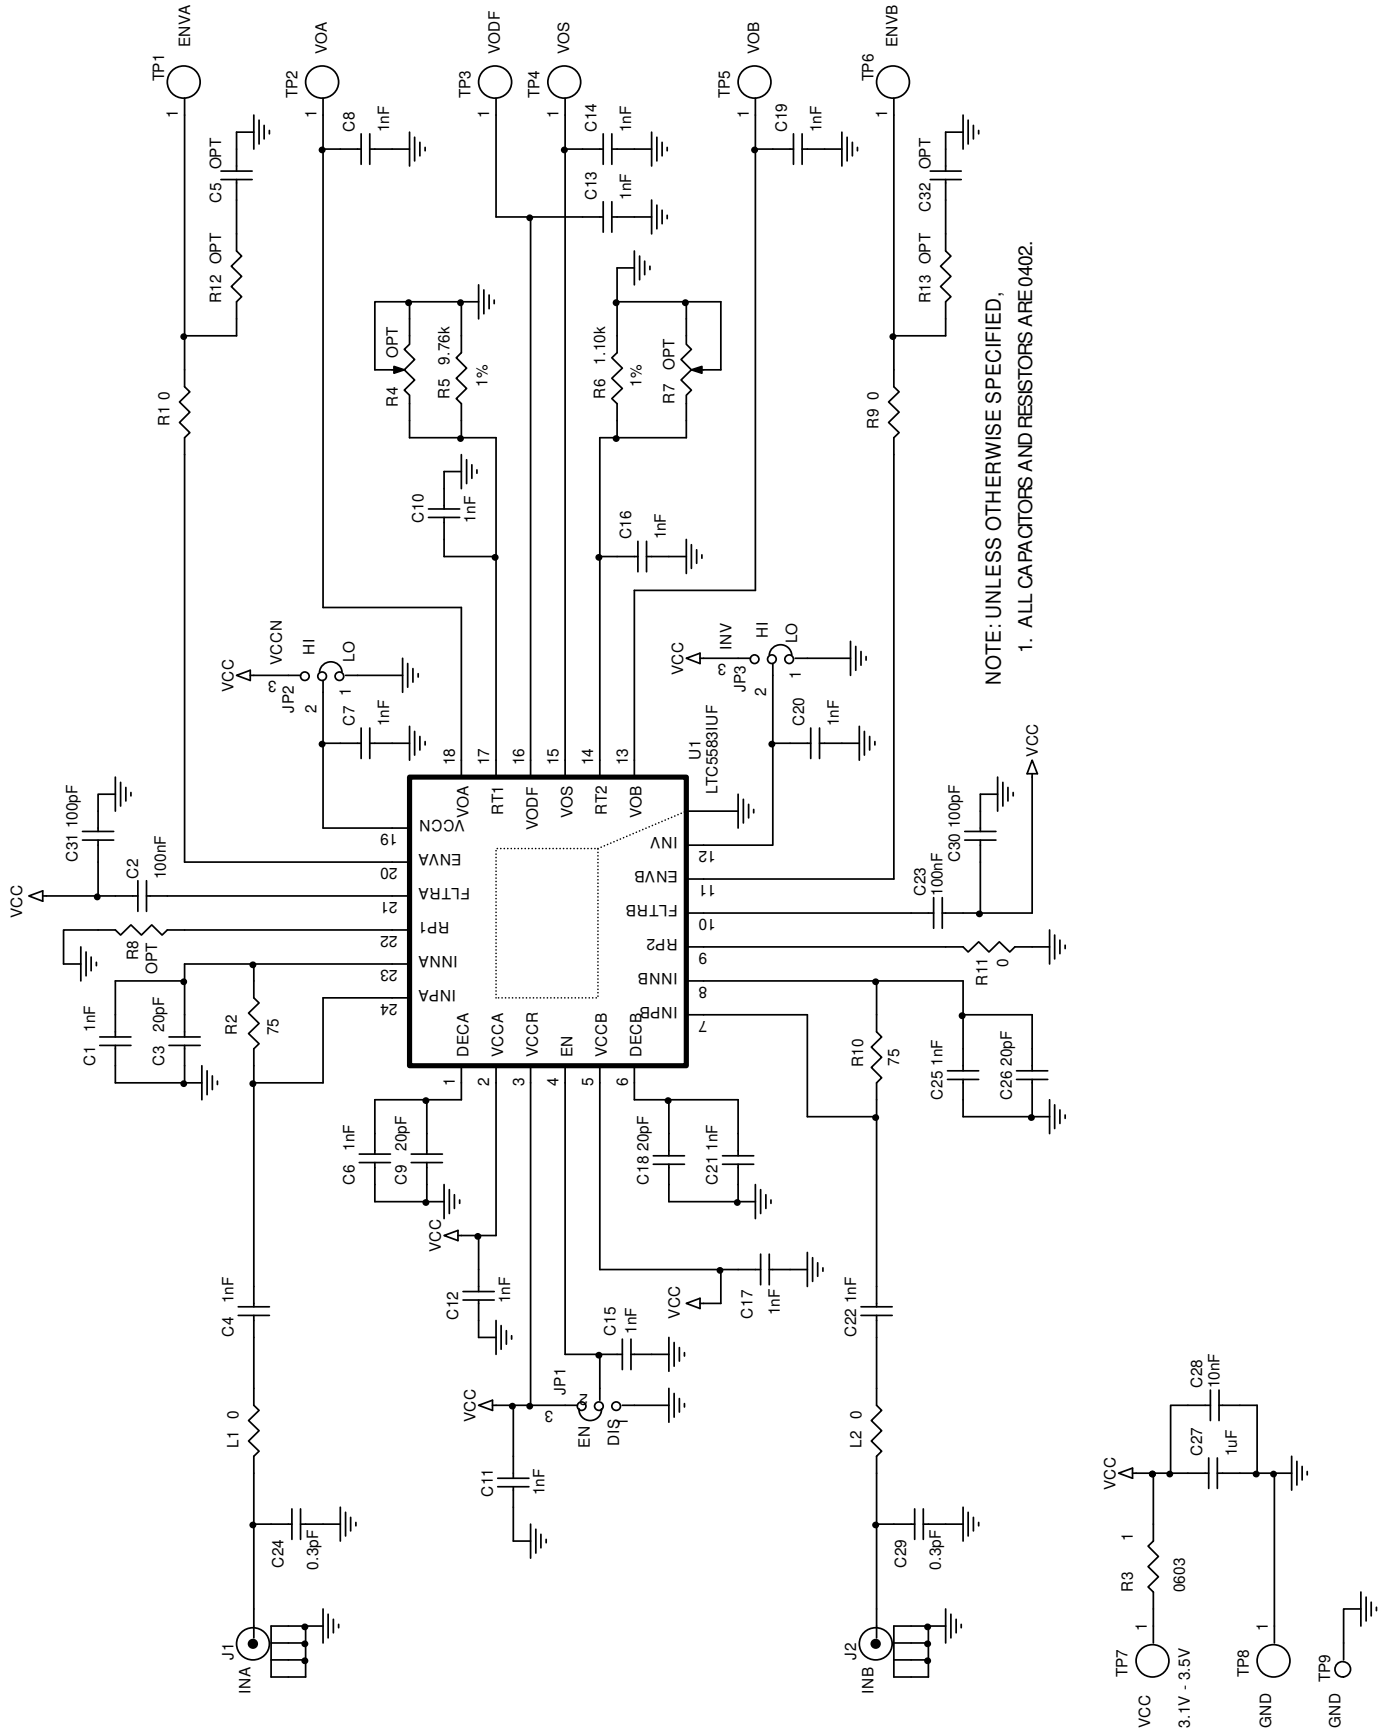 TP1
ENVA
1
R1 0
R12 OPT
C5 OPT
TP2
VOA
1
C8
1nF
TP3
VODF
1
TP4
VOS
1
C14
1nF
C13
1nF
TP5
VOB
1
C19
1nF
TP6
ENVB
1
R9 0
R13 OPT
C32 OPT
R4 OPT
R5 9.76k
1%
R6 1.10k
1%
R7 OPT
C10
1nF
C16
1nF
VCC
VCCN
3
HI
JP2
2
LO
1
C7
1nF
VCC
INV
3
HI
JP3
2
LO
1
C20
1nF
U1
LTC5583IUF
NOTE: UNLESS OTHERWISE SPECIFIED,
1. ALL CAPACITORS AND RESISTORS ARE 0402.
18
17
16
15
14
13
VOA
RT1
VODF
VOS
RT2
VOB
19
20
21
22
23
24
VCCN
ENVA
FLTRA
RP1
INNA
INPA
12
11
10
9
8
7
INV
ENVB
FLTRB
RP2
INNB
INPB
DECA
VCCA
VCCR
EN
VCCB
DECB
1
2
3
4
5
6
VCC
C31 100pF
C2
100nF
R8
OPT
C1 1nF
C3 20pF
R2
75
C23
100nF
C30 100pF
VCC
R11
0
R10
75
C25 1nF
C26 20pF
C6 1nF
C9 20pF
C18 20pF
C21 1nF
VCC
C12
1nF
VCC
C17
1nF
C15
1nF
VCC
JP1
3
2
1
EN
DIS
C11
1nF
C4 1nF
L1 0
C24
0.3pF
J1
INA
C22 1nF
L2 0
C29
0.3pF
J2
INB
VCC
C28
10nF
C27
1uF
R3 1
0603
1
TP7
VCC
3.1V - 3.5V
1
TP8
GND
TP9
GND